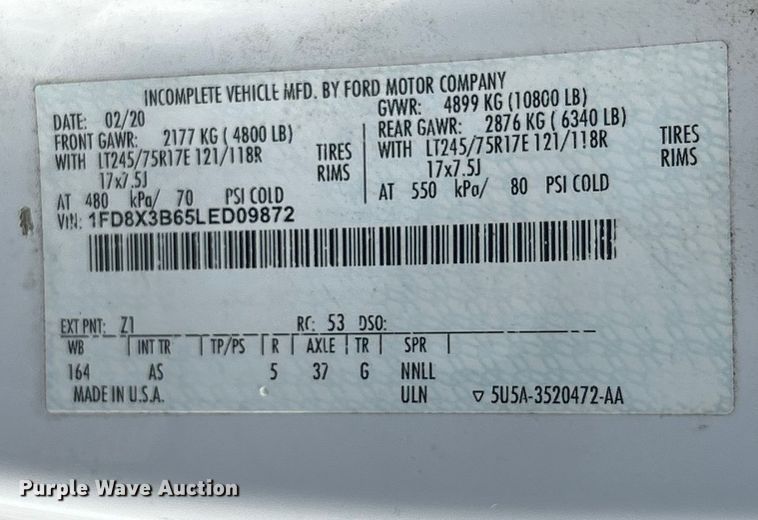 INCOMPLETE VEHICLE MFD. BY FORD MOTOR COMPANY
DATE: 02/20 GVWR: 4899 KG (10800 LB)
FRONT GAWR: 2177 KG ( 4800 LB) REAR GAWR: 2876 KG ( 6340 LB)
WITH LT245/75R17E 121/118R TIRES WITH LT245/75R17E 121/118R TIRES
17x7.5J RIMS 17x7.5J RIMS
AT 480 kPa/ 70 PSI COLD AT 550 kPa/ 80 PSI COLD
VIN: 1FD8X3B65LED09872
EXT PNT: Z1 RC: 53 DSO:
WB INT TR TP/PS R AXLE TR SPR
164 AS 5 37 G NNLL
MADE IN U.S.A. ULN ▽ 5U5A-3520472-AA
Purple Wave Auction